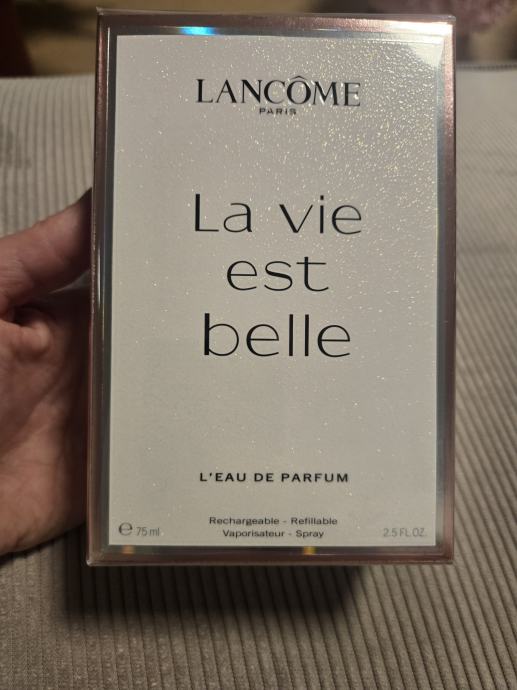 LANCÔME
PARIS
La vie
est
belle
L'EAU DE PARFUM
Rechargeable - Refillable
℮ 75 ml Vaporisateur - Spray 2.5 FL.OZ.